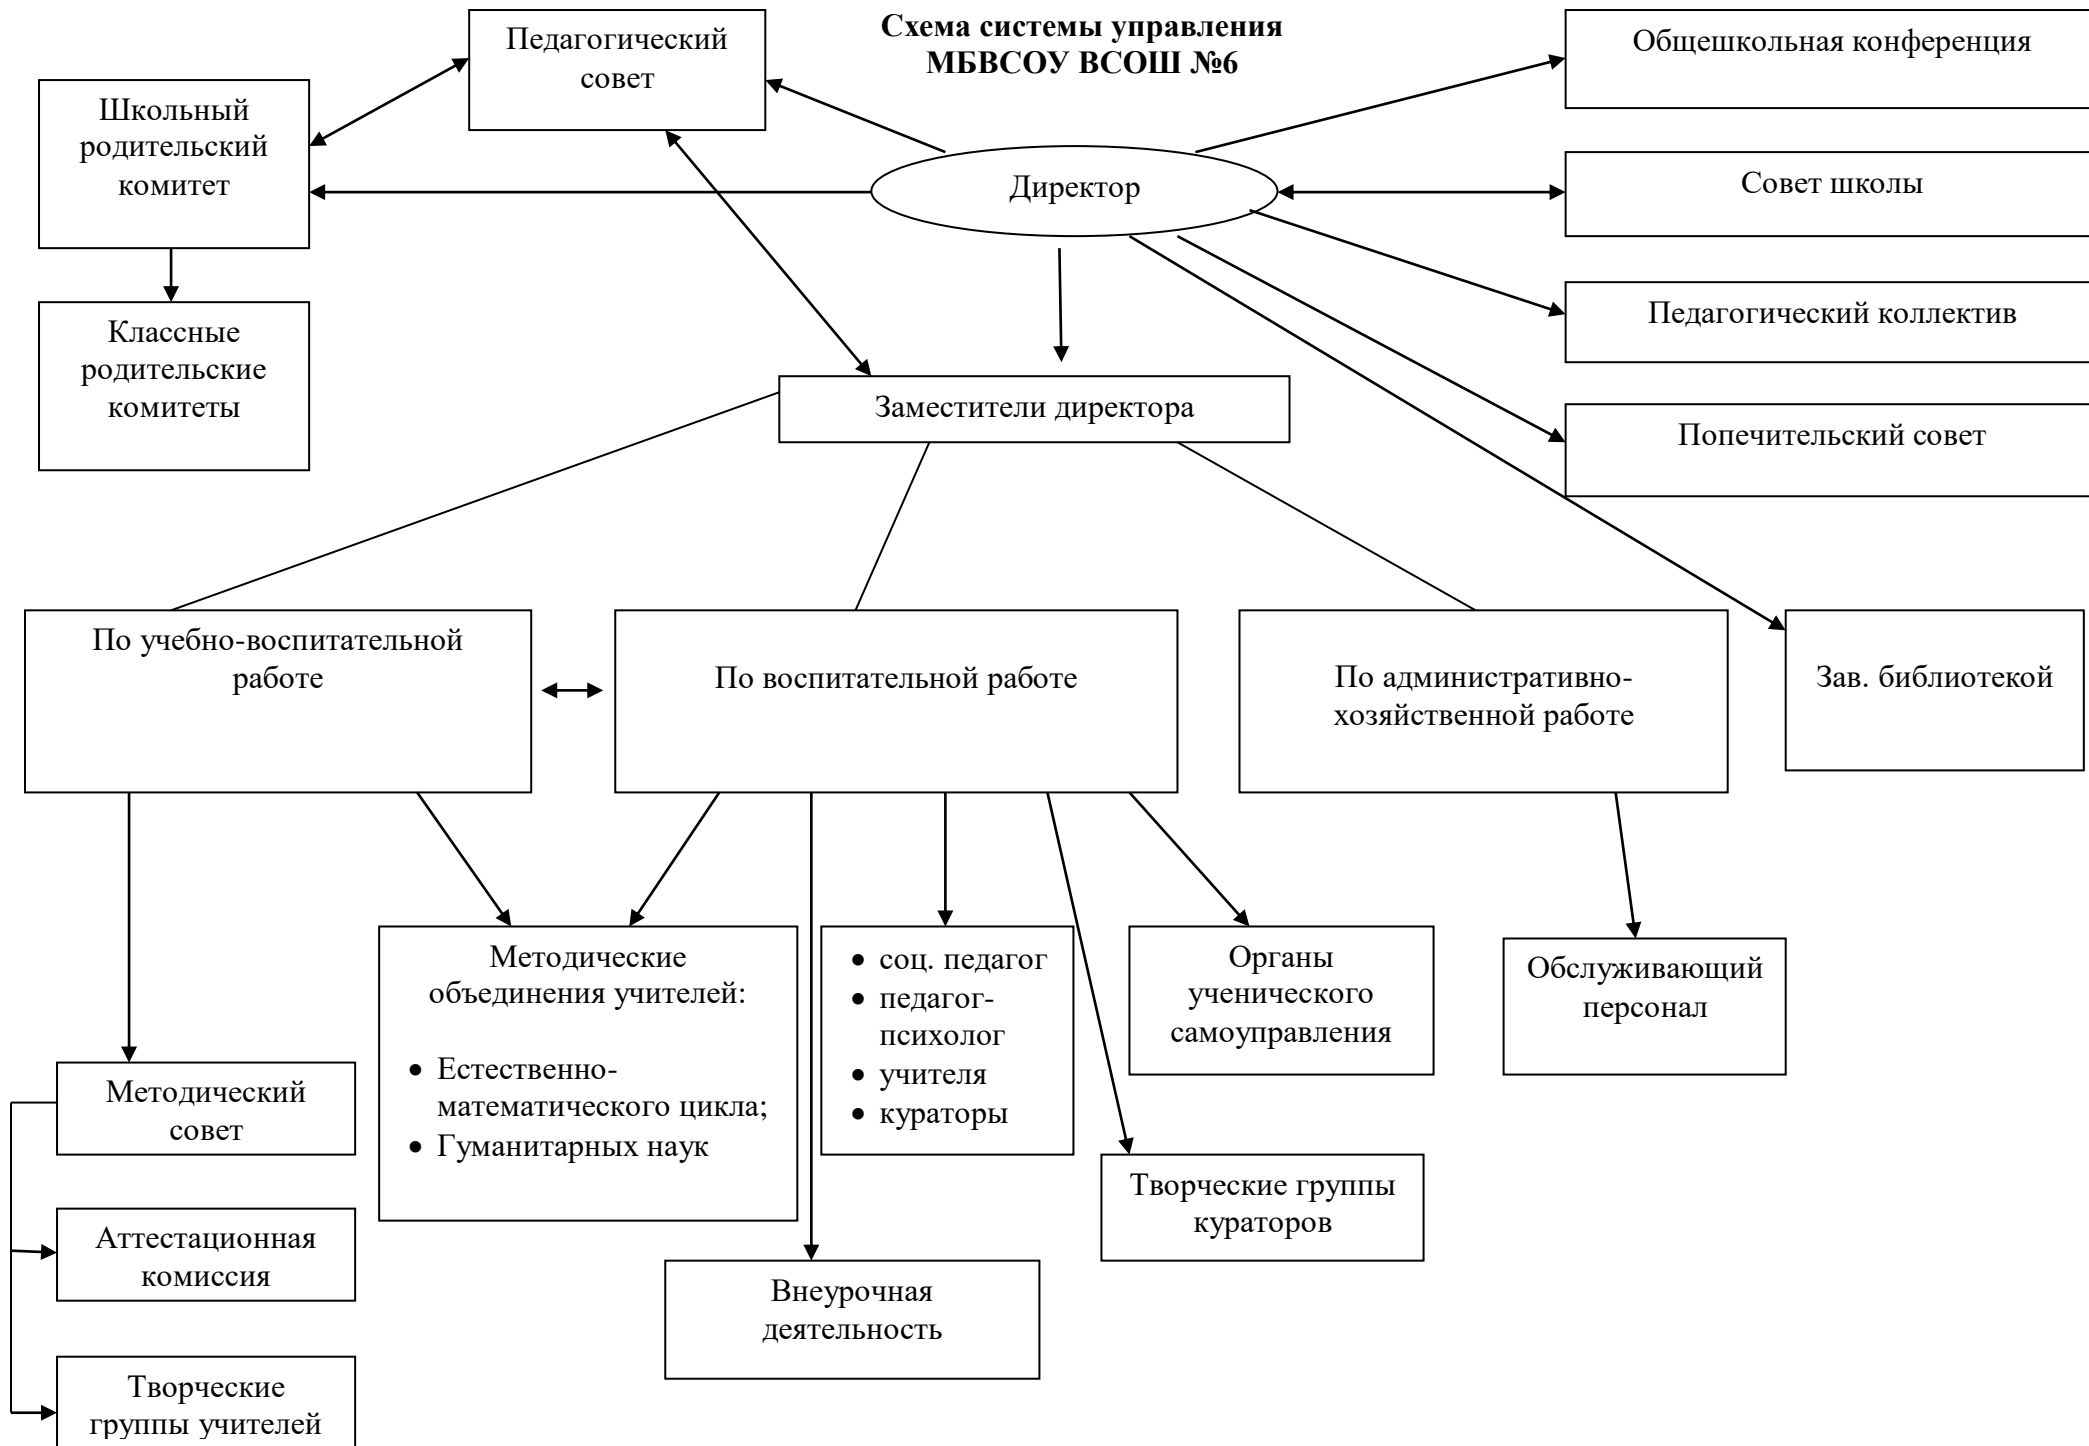 Схема системы управления
МБВСОУ ВСОШ №6
Педагогический
совет
Общешкольная конференция
Школьный
родительский
комитет
Директор
Совет школы
Классные
родительские
комитеты
Педагогический коллектив
Заместители директора
Попечительский совет
По учебно-воспитательной
работе
По воспитательной работе
По административно-
хозяйственной работе
Зав. библиотекой
Методические
объединения учителей:
• Естественно-
математического цикла;
• Гуманитарных наук
• соц. педагог
• педагог-
психолог
• учителя
• кураторы
Органы
ученического
самоуправления
Обслуживающий
персонал
Методический
совет
Творческие группы
кураторов
Аттестационная
комиссия
Внеурочная
деятельность
Творческие
группы учителей